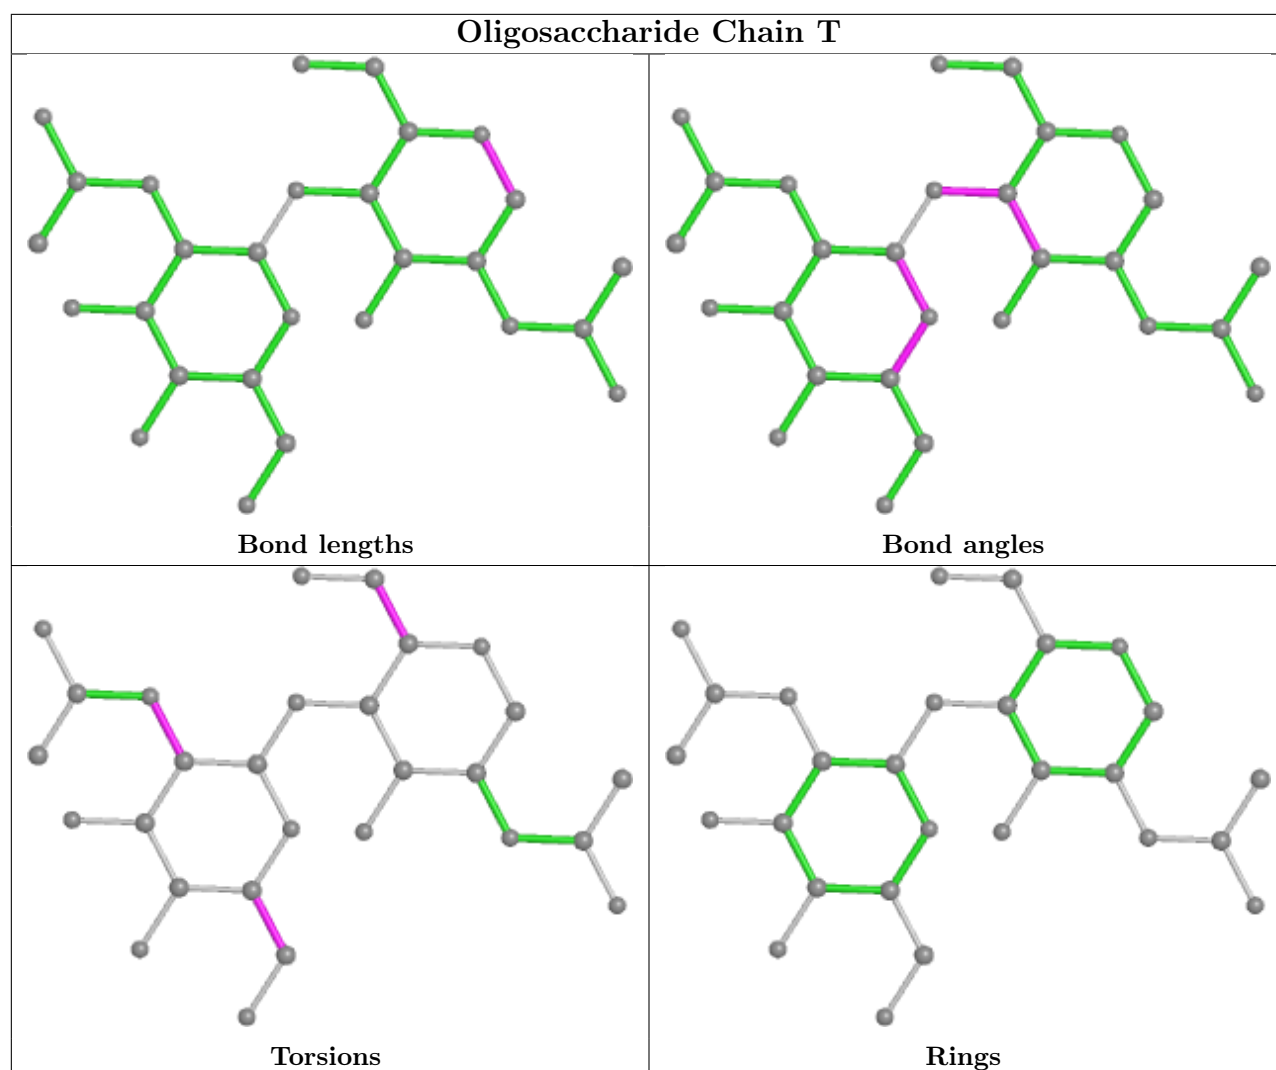 Oligosaccharide Chain T
Bond lengths
Bond angles
Torsions
Rings